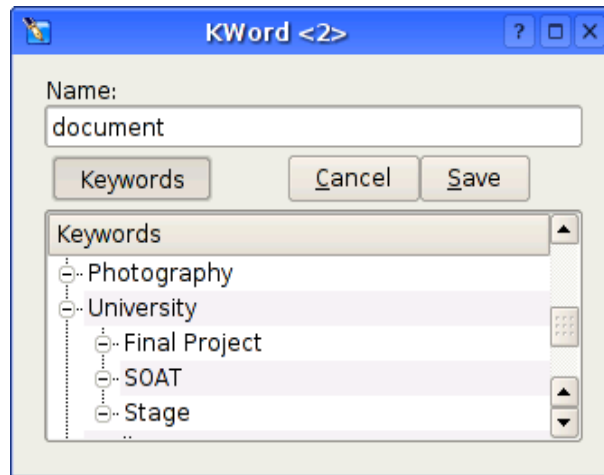 KWord <2>
Name:
document
Keywords Cancel Save
Keywords
Photography
University
Final Project
SOAT
Stage